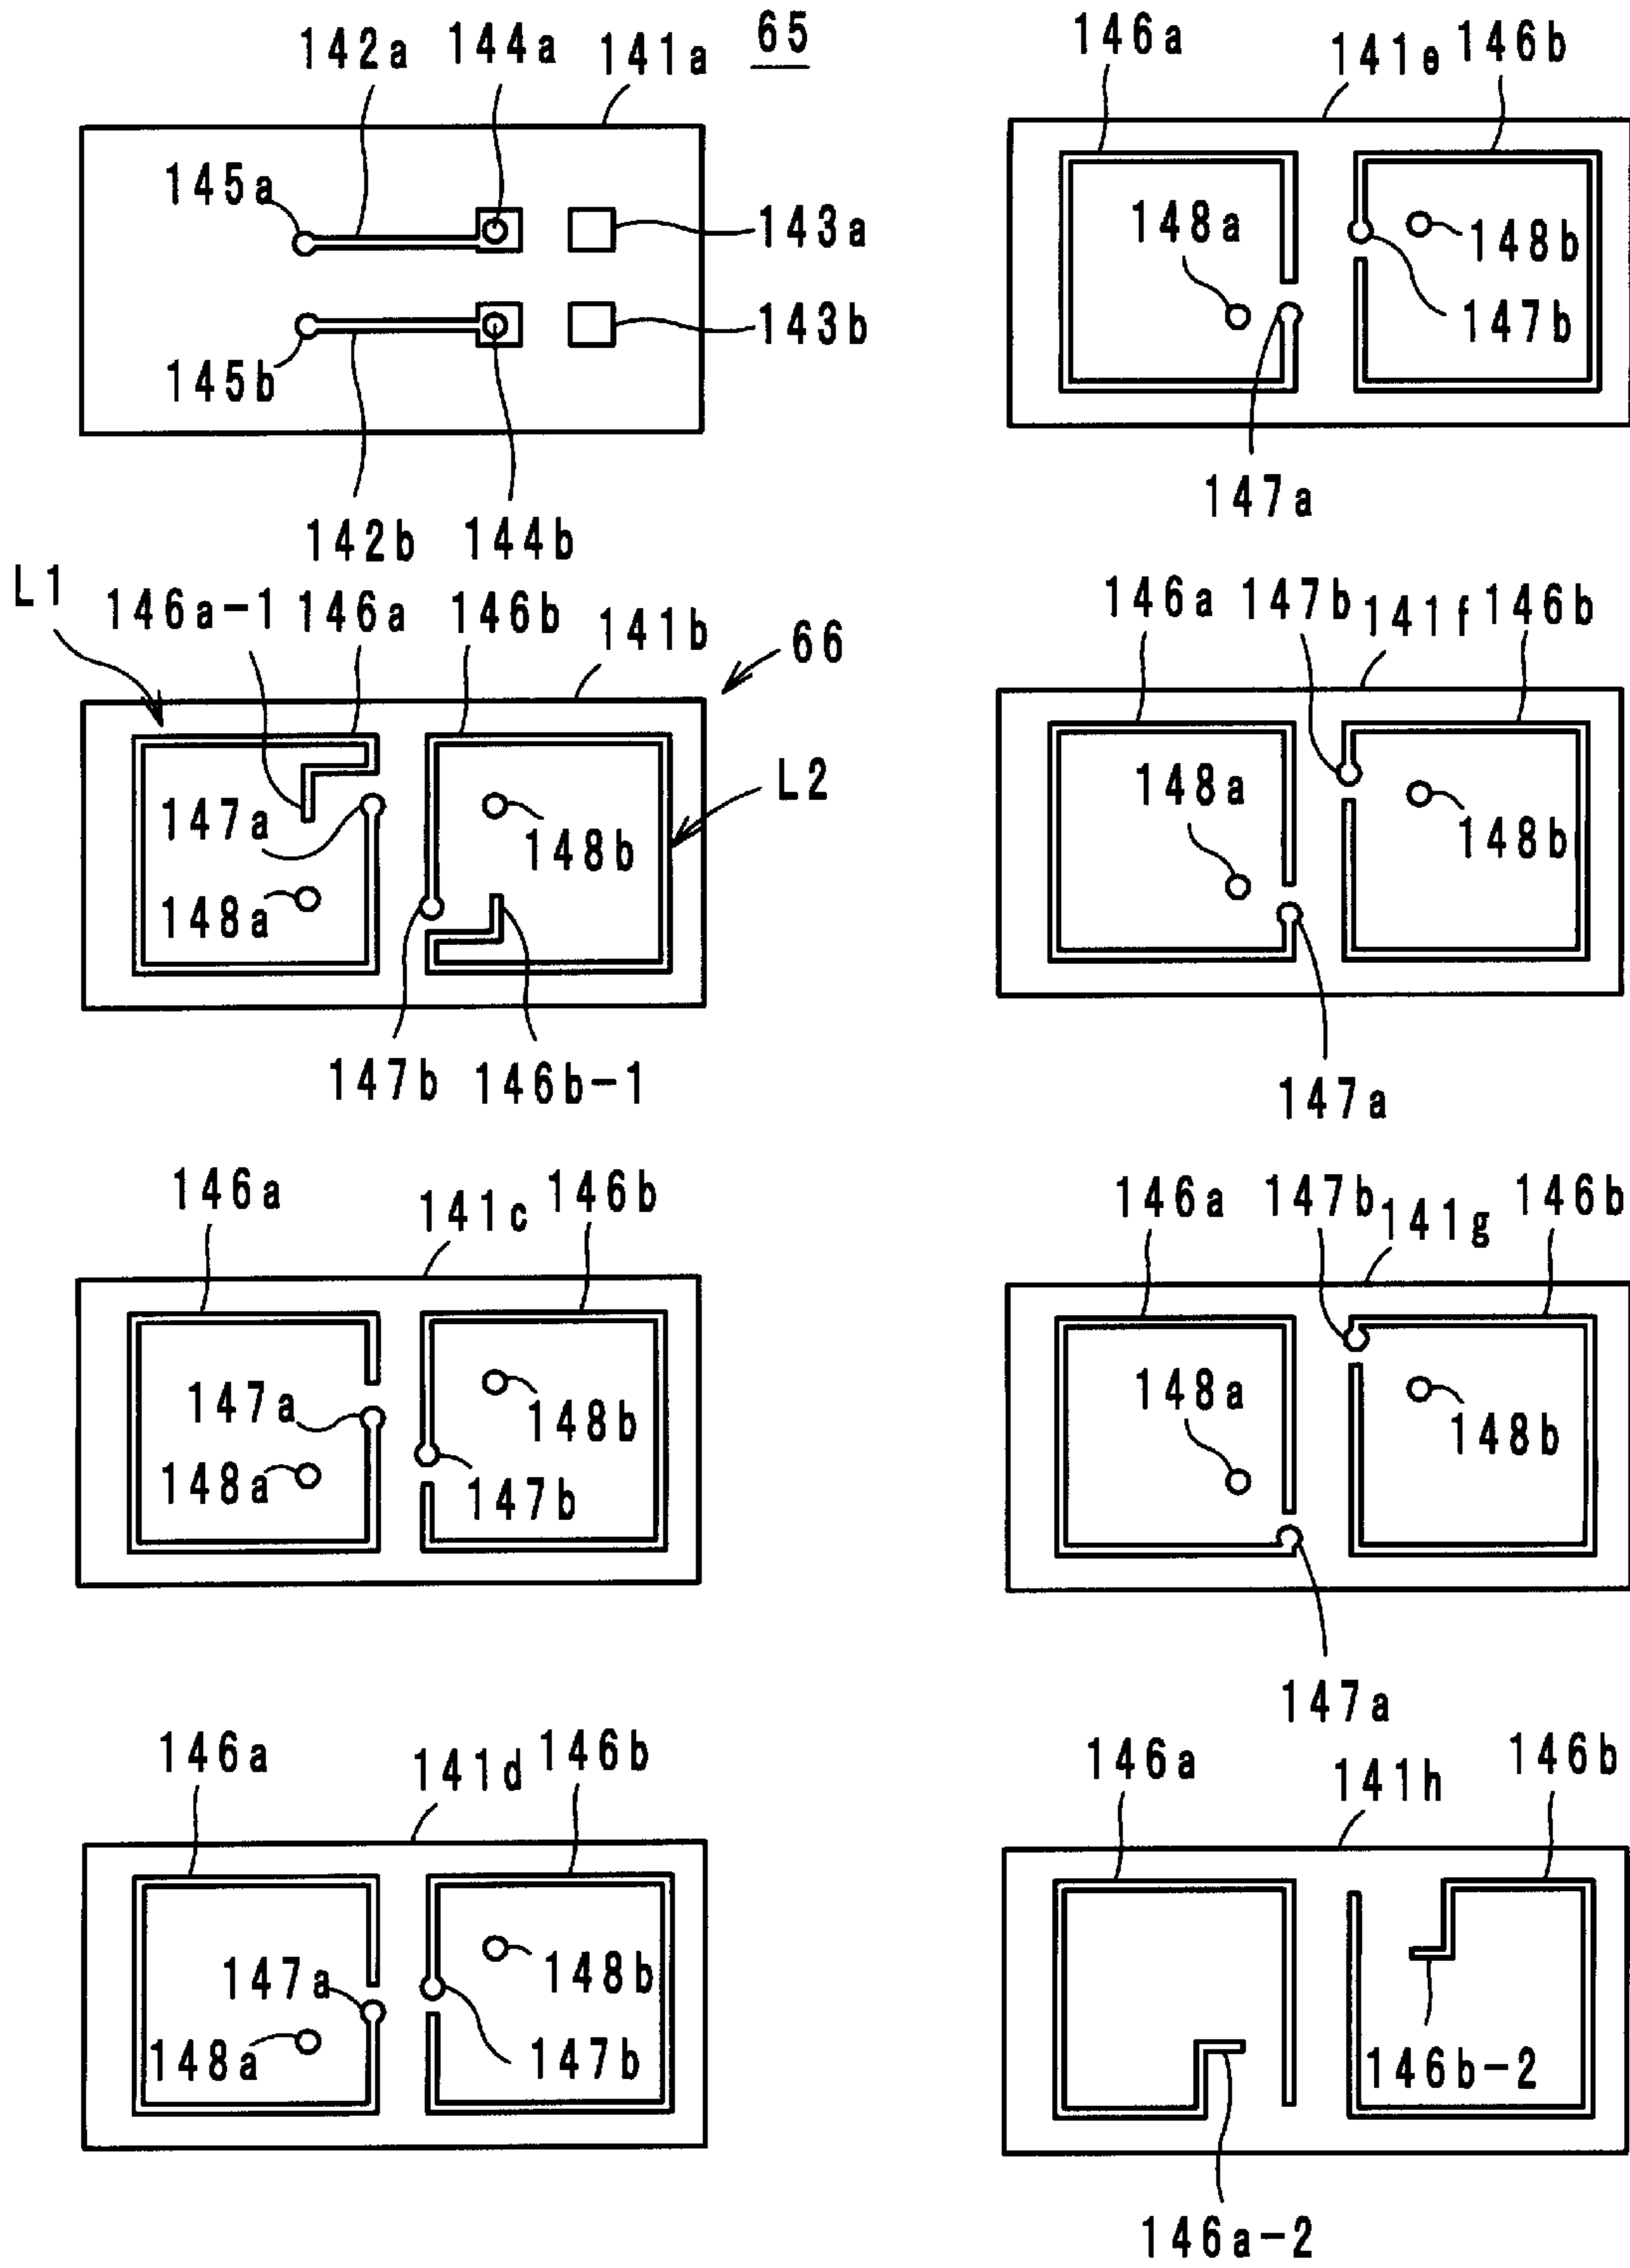 65
142a 144a 141a
145a
143a
143b
145b
142b 144b
L1
146a-1 146a 146b 141b
66
L2
147a
148b
148a
147b 146b-1
146a 141c 146b
147a 148b
148a 147b
146a 141d 146b
147a 148b
148a 147b
146a 141e 146b
148a 148b
147b
147a
146a 147b 141f 146b
148a 148b
147a
146a 147b 141g 146b
148a 148b
147a
146a 141h 146b
146b-2
146a-2